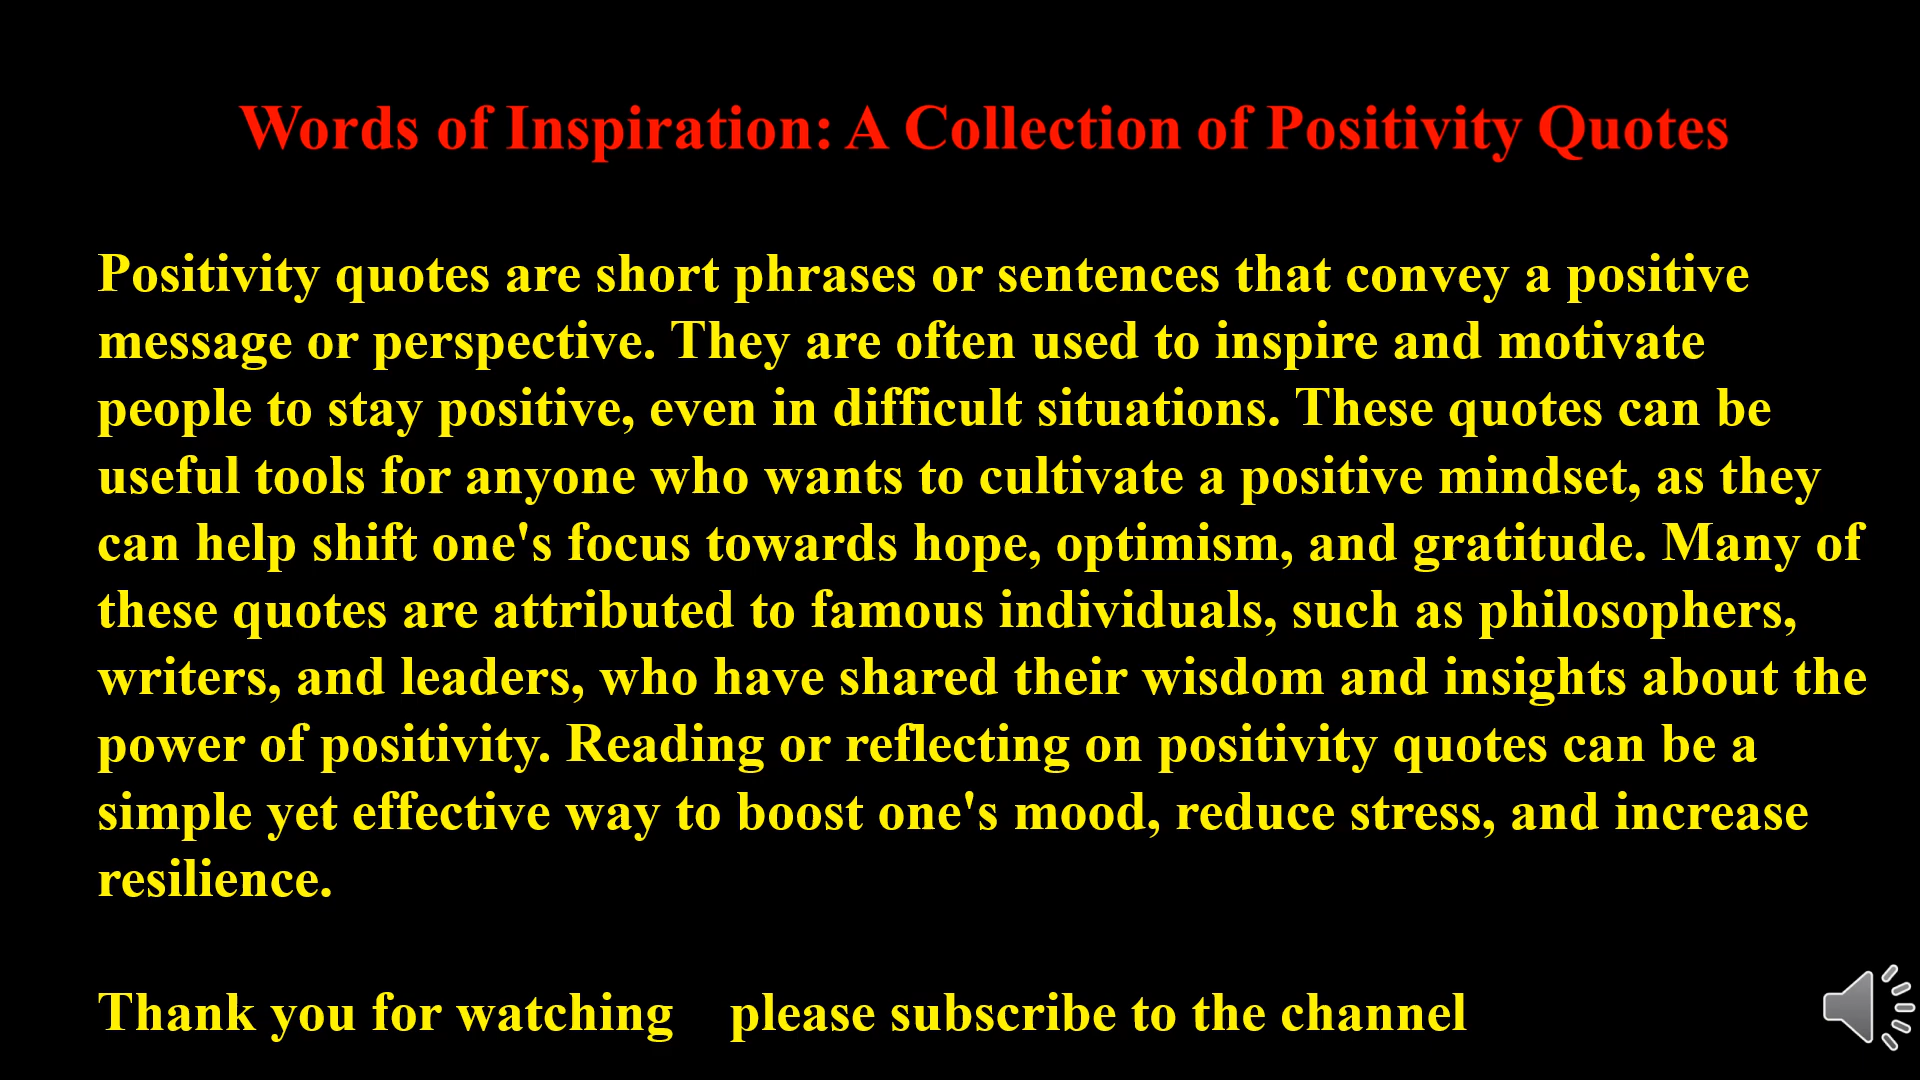 Words of Inspiration: A Collection of Positivity Quotes
Positivity quotes are short phrases or sentences that convey a positive
message or perspective. They are often used to inspire and motivate
people to stay positive, even in difficult situations. These quotes can be
useful tools for anyone who wants to cultivate a positive mindset, as they
can help shift one's focus towards hope, optimism, and gratitude. Many of
these quotes are attributed to famous individuals, such as philosophers,
writers, and leaders, who have shared their wisdom and insights about the
power of positivity. Reading or reflecting on positivity quotes can be a
simple yet effective way to boost one's mood, reduce stress, and increase
resilience.
Thank you for watching please subscribe to the channel